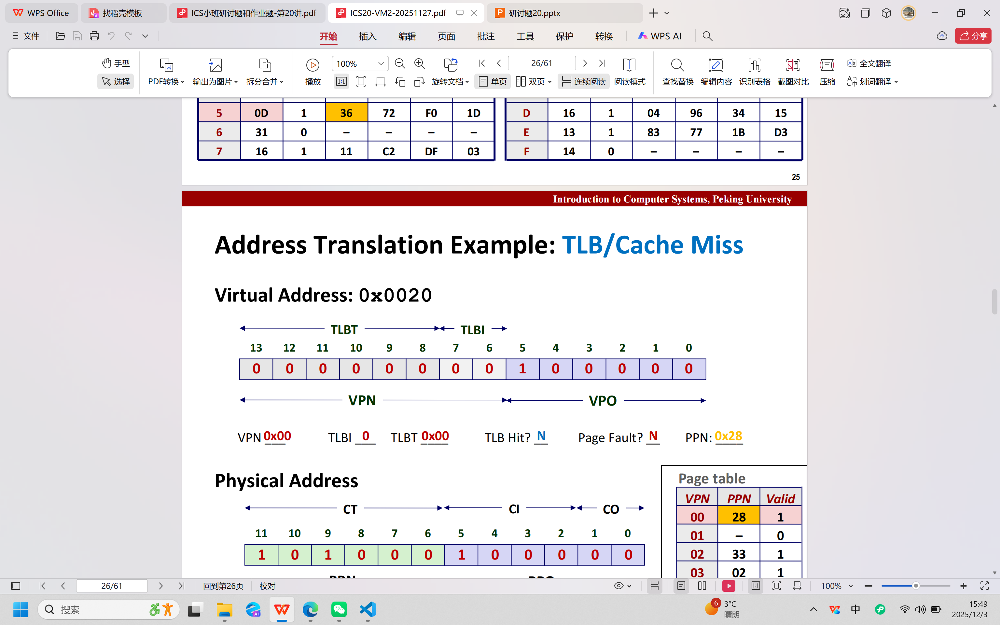 WPS Office
找稻壳模板
ICS小班研讨题和作业题-第20讲.pdf
ICS20-VM2-20251127.pdf
研讨题20.pptx
文件
开始 插入 编辑 页面 批注 工具 保护 转换 WPS AI
分享
手型
选择
PDF转换
输出为图片
拆分合并
播放
100%
旋转文档
26/61
单页
双页
连续阅读
阅读模式
查找替换
编辑内容
识别表格
截图对比
压缩
全文翻译
划词翻译
5 0D 1 36 72 F0 1D
6 31 0 – – – –
7 16 1 11 C2 DF 03
D 16 1 04 96 34 15
E 13 1 83 77 1B D3
F 14 0 – – – –
25
Introduction to Computer Systems, Peking University
Address Translation Example: TLB/Cache Miss
Virtual Address: 0x0020
TLBT TLBI
13 12 11 10 9 8 7 6 5 4 3 2 1 0
0 0 0 0 0 0 0 0 1 0 0 0 0 0
VPN VPO
VPN 0x00 TLBI 0 TLBT 0x00 TLB Hit? N Page Fault? N PPN: 0x28
Physical Address
CT CI CO
11 10 9 8 7 6 5 4 3 2 1 0
1 0 1 0 0 0 1 0 0 0 0 0
PPN PPO
Page table
VPN PPN Valid
00 28 1
01 – 0
02 33 1
03 02 1
26/61
回到第26页
校对
100%
搜索
6
3°C
晴朗
中
15:49
2025/12/3